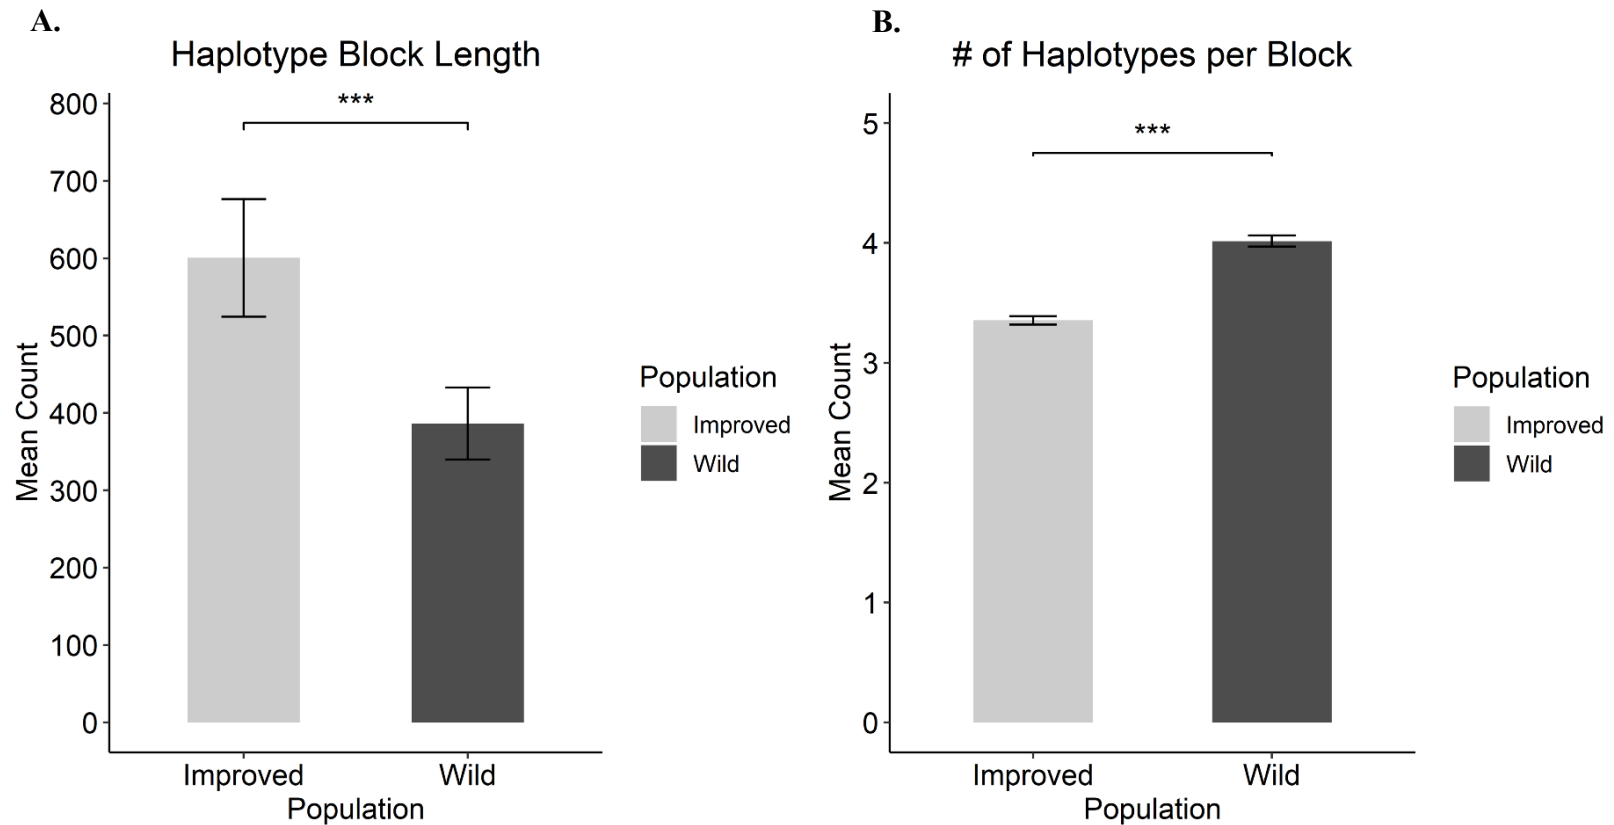 A.
Haplotype Block Length
***
800
700
600
500
400
300
200
100
0
Mean Count
Improved
Wild
Population
Population
Improved
Wild
B.
# of Haplotypes per Block
***
5
4
3
2
1
0
Mean Count
Improved
Wild
Population
Population
Improved
Wild